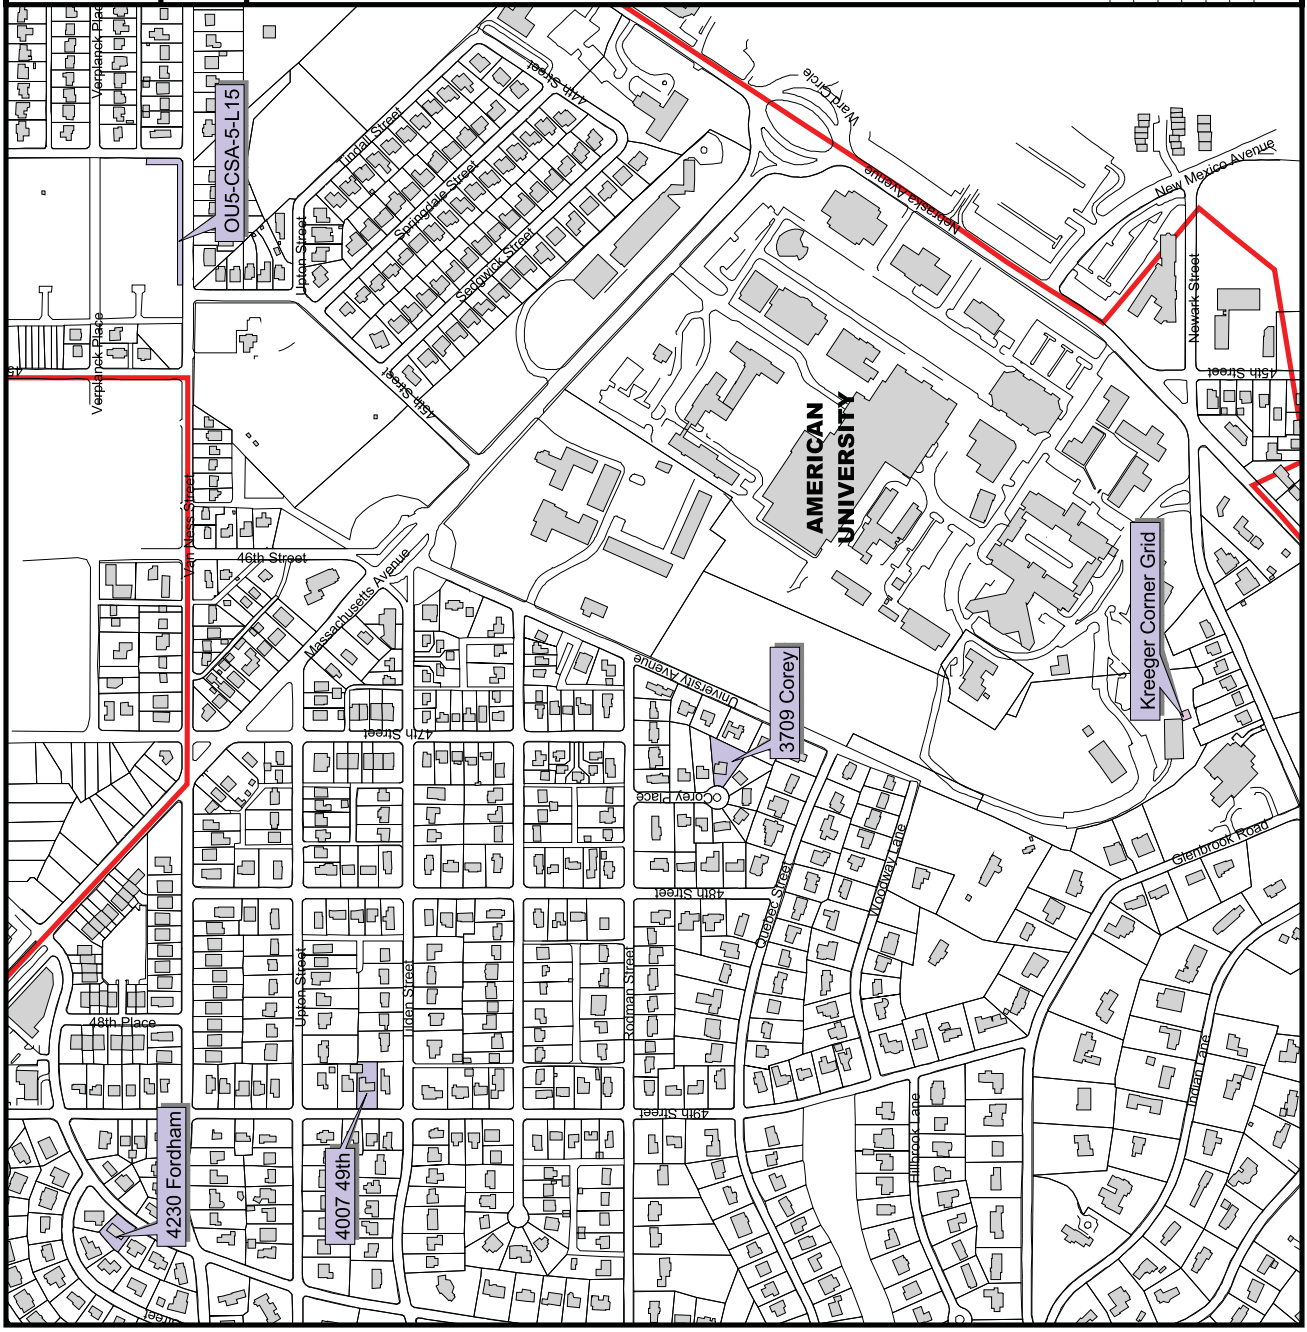 Verplanck Place
OU5-CSA-5-L15
44th Street
Tindall Street
Springdale Street
Sedgwick Street
Upton Street
Ward Circle
Nebraska Avenue
New Mexico Avenue
Newark Street
45th Street
Verplanck Place
45th Street
AMERICAN
UNIVERSITY
Van Ness Street
46th Street
Massachusetts Avenue
Kreeger Corner Grid
University Avenue
3709 Corey
47th Street
Corey Place
Glenbrook Road
Woodway Lane
48th Street
Quebec Street
Upton Street
Rodman Street
48th Place
Indian Lane
49th Street
Hillbrook Lane
4230 Fordham
4007 49th
Street